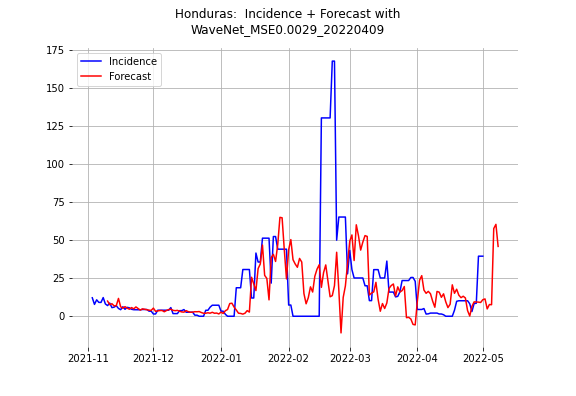 Honduras:  Incidence + Forecast with
WaveNet_MSE0.0029_20220409
Incidence
Forecast
175
150
125
100
75
50
25
0
2021-11 2021-12 2022-01 2022-02 2022-03 2022-04 2022-05